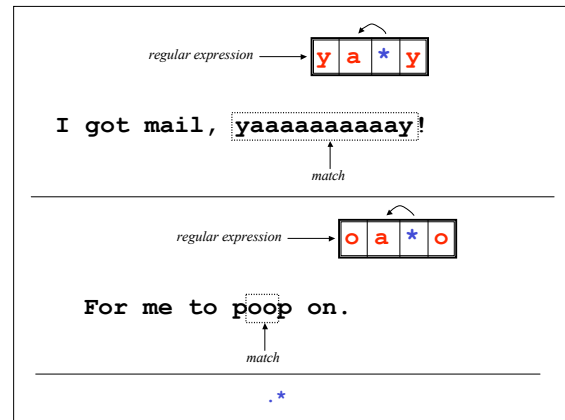 regular expression y a * y
I got mail, yaaaaaaaaaay!
match
regular expression o a * o
For me to poop on.
match
.*